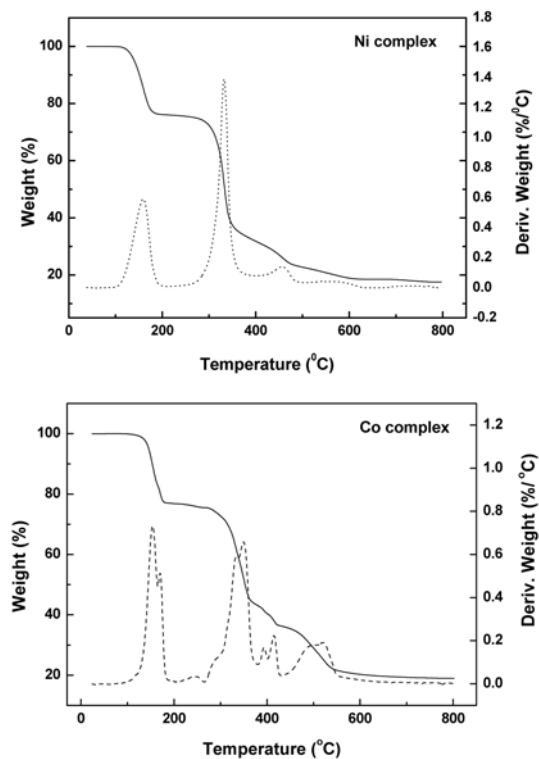 Ni complex
100
80
60
40
20
Weight (%)
1.8
1.6
1.4
1.2
1.0
0.8
0.6
0.4
0.2
0.0
-0.2
Deriv. Weight (%/⁰C)
0 200 400 600 800
Temperature (⁰C)
Co complex
100
80
60
40
20
Weight (%)
1.2
1.0
0.8
0.6
0.4
0.2
0.0
Deriv. Weight (%/°C)
0 200 400 600 800
Temperature (°C)